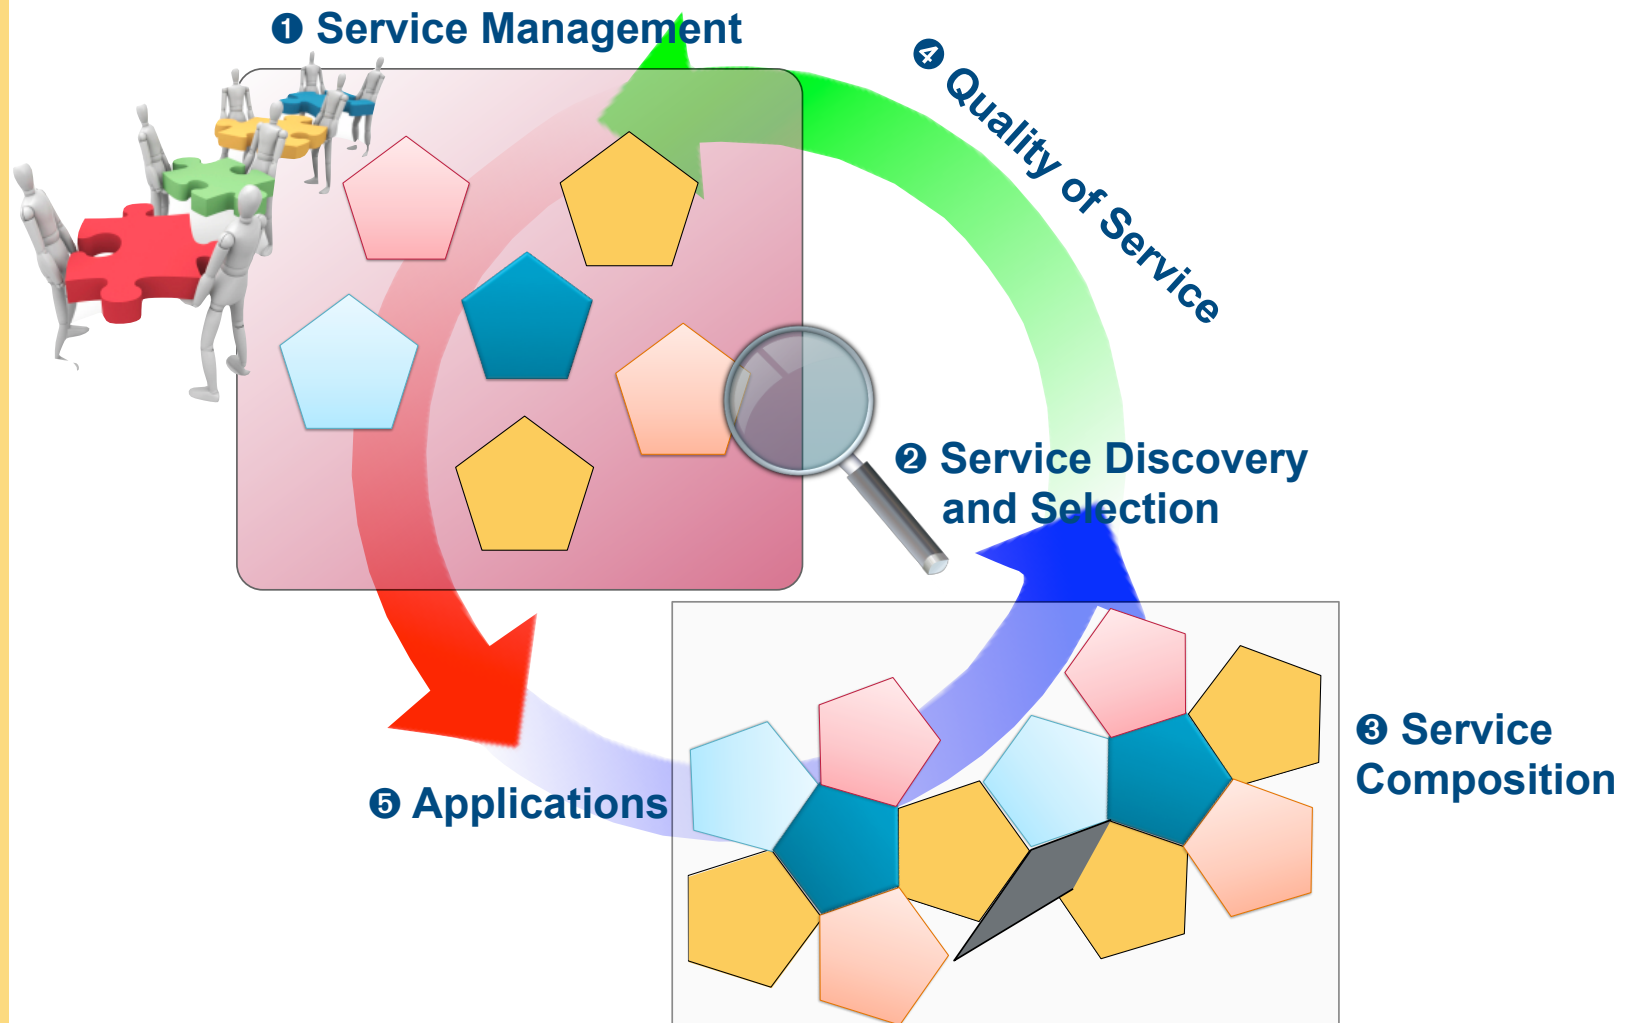 ❶ Service Management
❹ Quality of Service
❷ Service Discovery
and Selection
❸ Service
Composition
❺ Applications